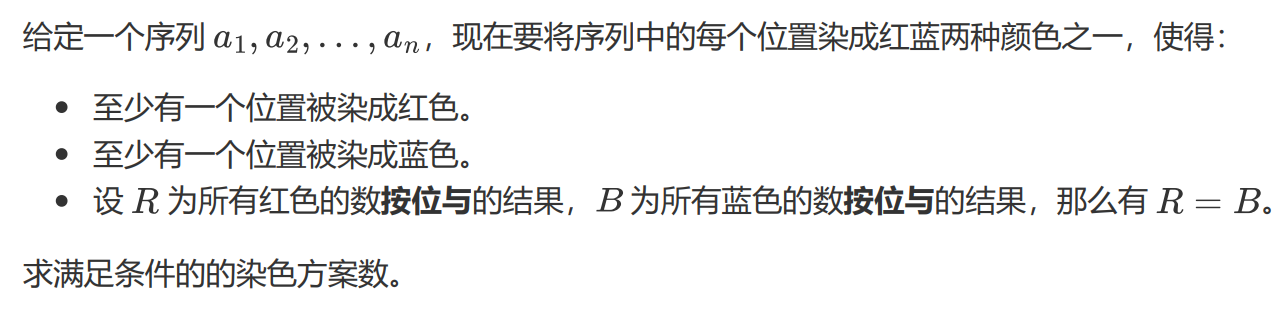 给定一个序列 $a_1, a_2, \ldots, a_n$，现在要将序列中的每个位置染成红蓝两种颜色之一，使得：
• 至少有一个位置被染成红色。
• 至少有一个位置被染成蓝色。
• 设 $R$ 为所有红色的数按位与的结果，$B$ 为所有蓝色的数按位与的结果，那么有 $R = B$。
求满足条件的的染色方案数。